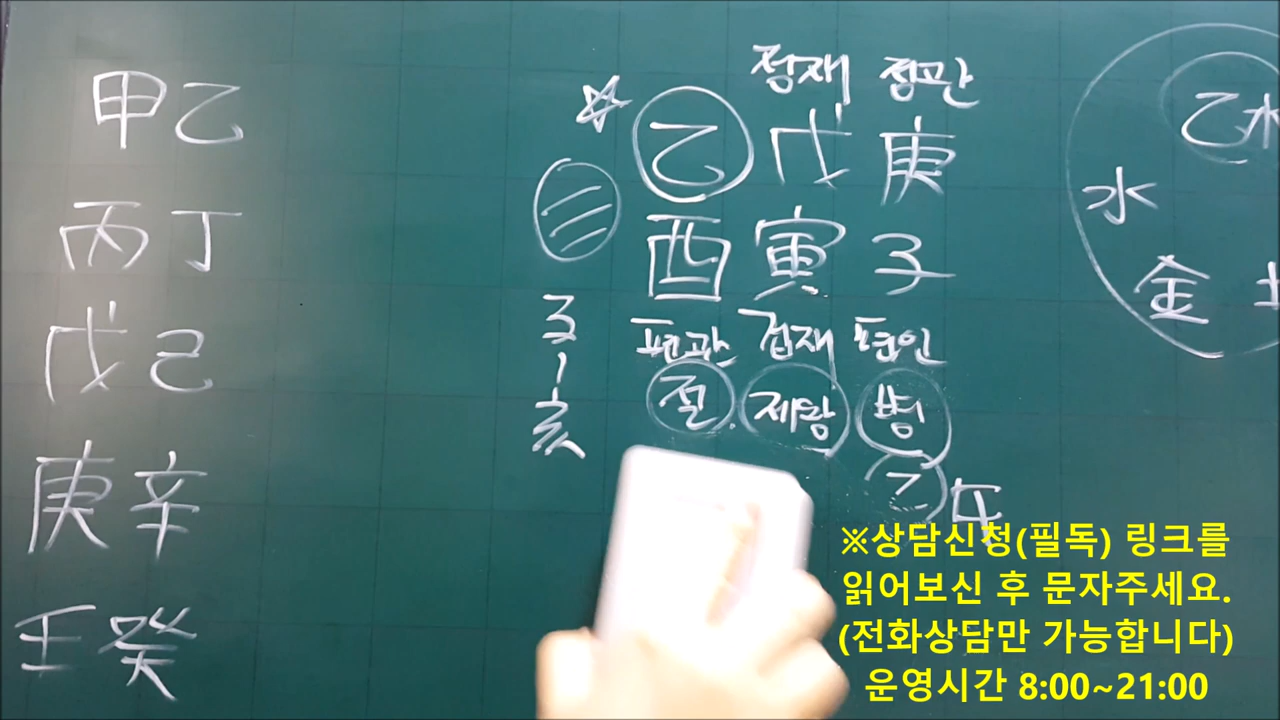 甲乙
丙丁
戊己
庚辛
壬癸
정재 정관
乙戊庚
酉寅子
편관 겁재 편인
절 제왕 병
乙
三
子
亥
水
金
※상담신청(필독) 링크를
읽어보신 후 문자주세요.
(전화상담만 가능합니다)
운영시간 8:00~21:00